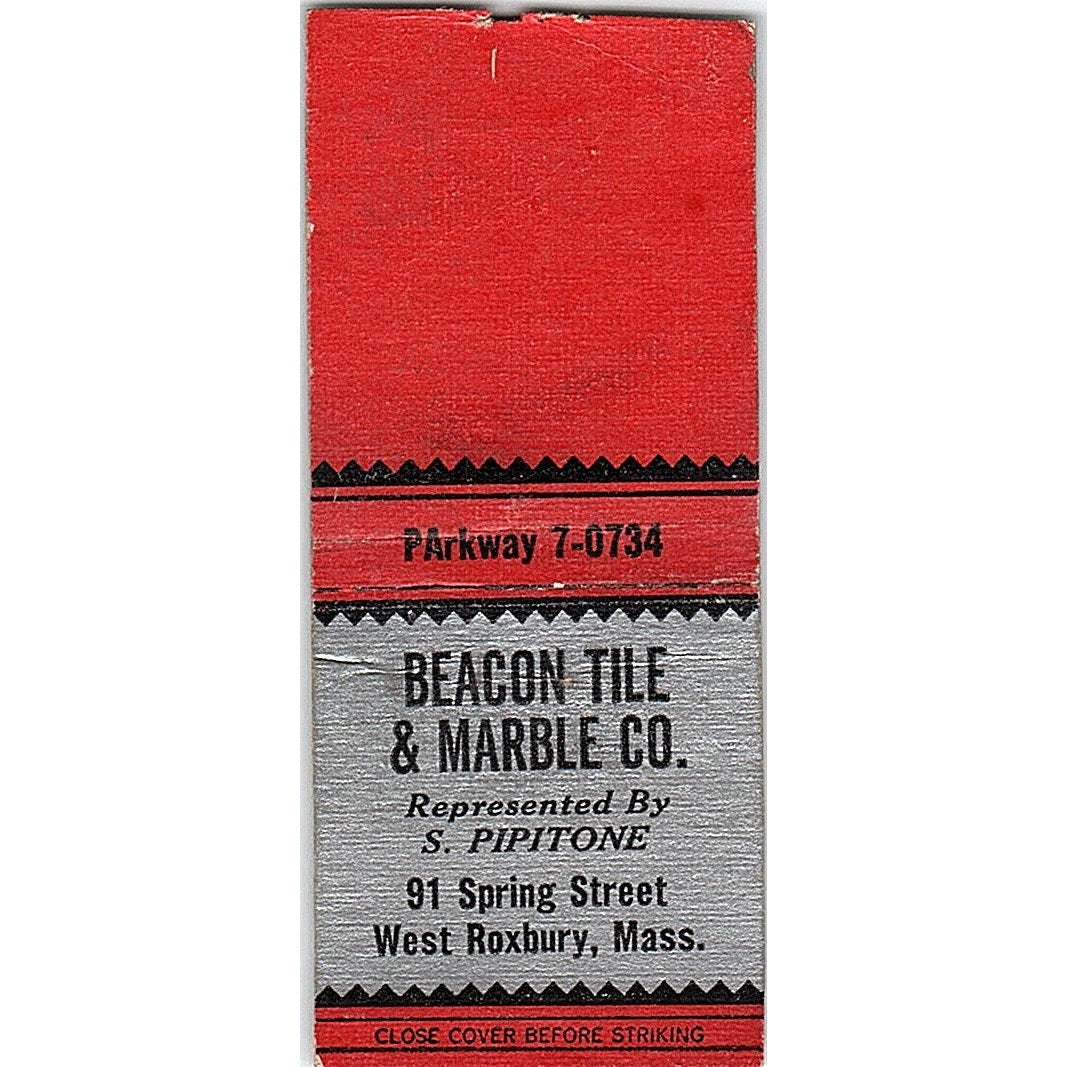 PArkway 7-0734
BEACON TILE
& MARBLE CO.
Represented By
S. PIPITONE
91 Spring Street
West Roxbury, Mass.
CLOSE COVER BEFORE STRIKING